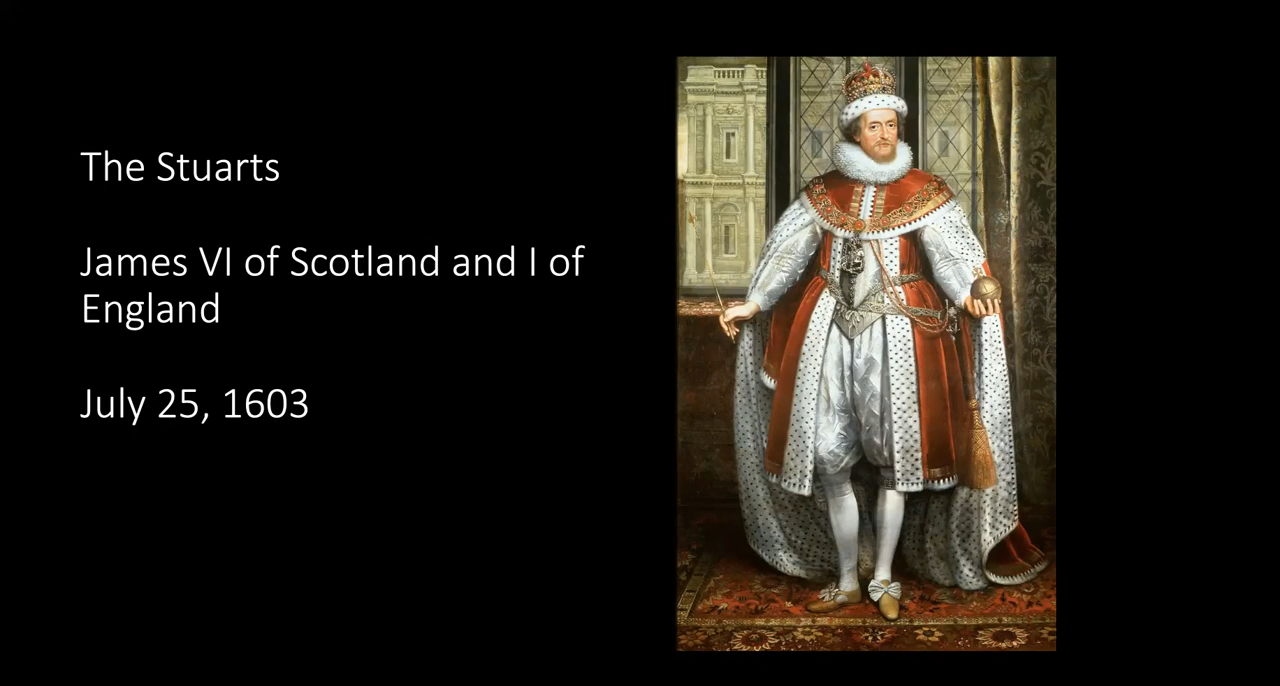 The Stuarts
James VI of Scotland and I of
England
July 25, 1603